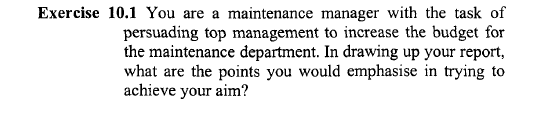 Exercise 10.1 You are a maintenance manager with the task of
persuading top management to increase the budget for
the maintenance department. In drawing up your report,
what are the points you would emphasise in trying to
achieve your aim?